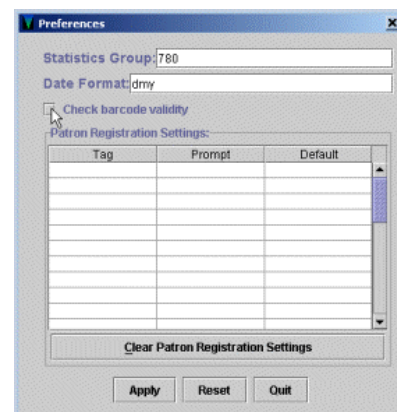 Preferences
Statistics Group: 780
Date Format: dmy
Check barcode validity
Patron Registration Settings:
Tag Prompt Default
Clear Patron Registration Settings
Apply Reset Quit